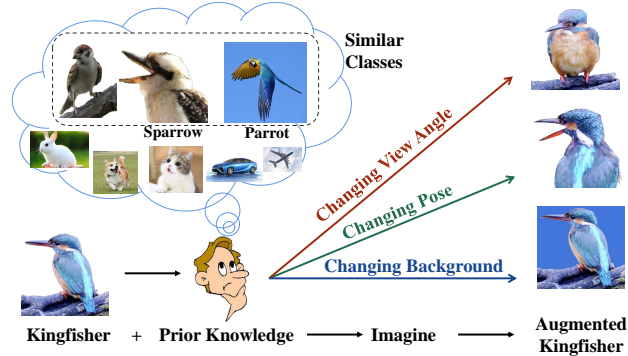 Similar
Classes
Sparrow
Parrot
Changing View Angle
Changing Pose
Changing Background
Kingfisher + Prior Knowledge Imagine Augmented
Kingfisher